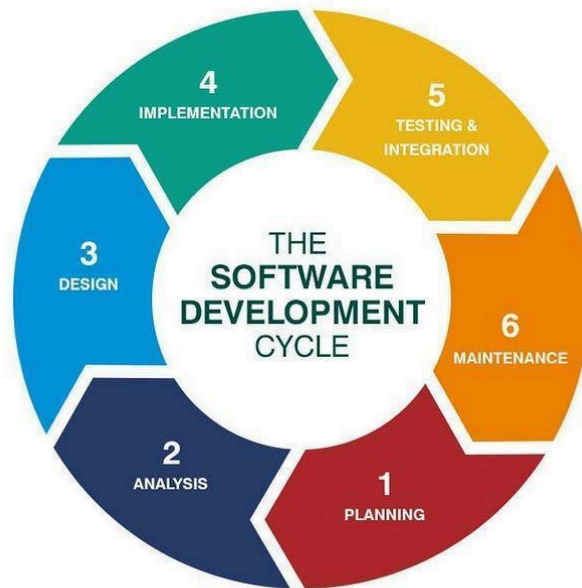 THE
SOFTWARE
DEVELOPMENT
CYCLE
1
PLANNING
2
ANALYSIS
3
DESIGN
4
IMPLEMENTATION
5
TESTING &
INTEGRATION
6
MAINTENANCE